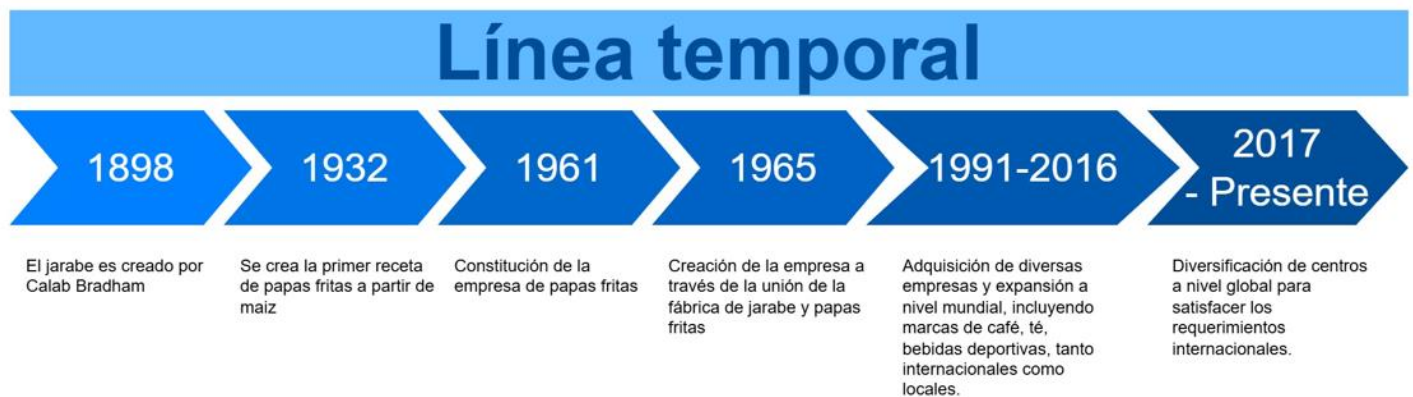 Línea temporal
1898
1932
1961
1965
1991-2016
2017
- Presente
El jarabe es creado por
Calab Bradham
Se crea la primer receta
de papas fritas a partir de
maiz
Constitución de la
empresa de papas fritas
Creación de la empresa a
través de la unión de la
fábrica de jarabe y papas
fritas
Adquisición de diversas
empresas y expansión a
nivel mundial, incluyendo
marcas de café, té,
bebidas deportivas, tanto
internacionales como
locales.
Diversificación de centros
a nivel global para
satisfacer los
requerimientos
internacionales.